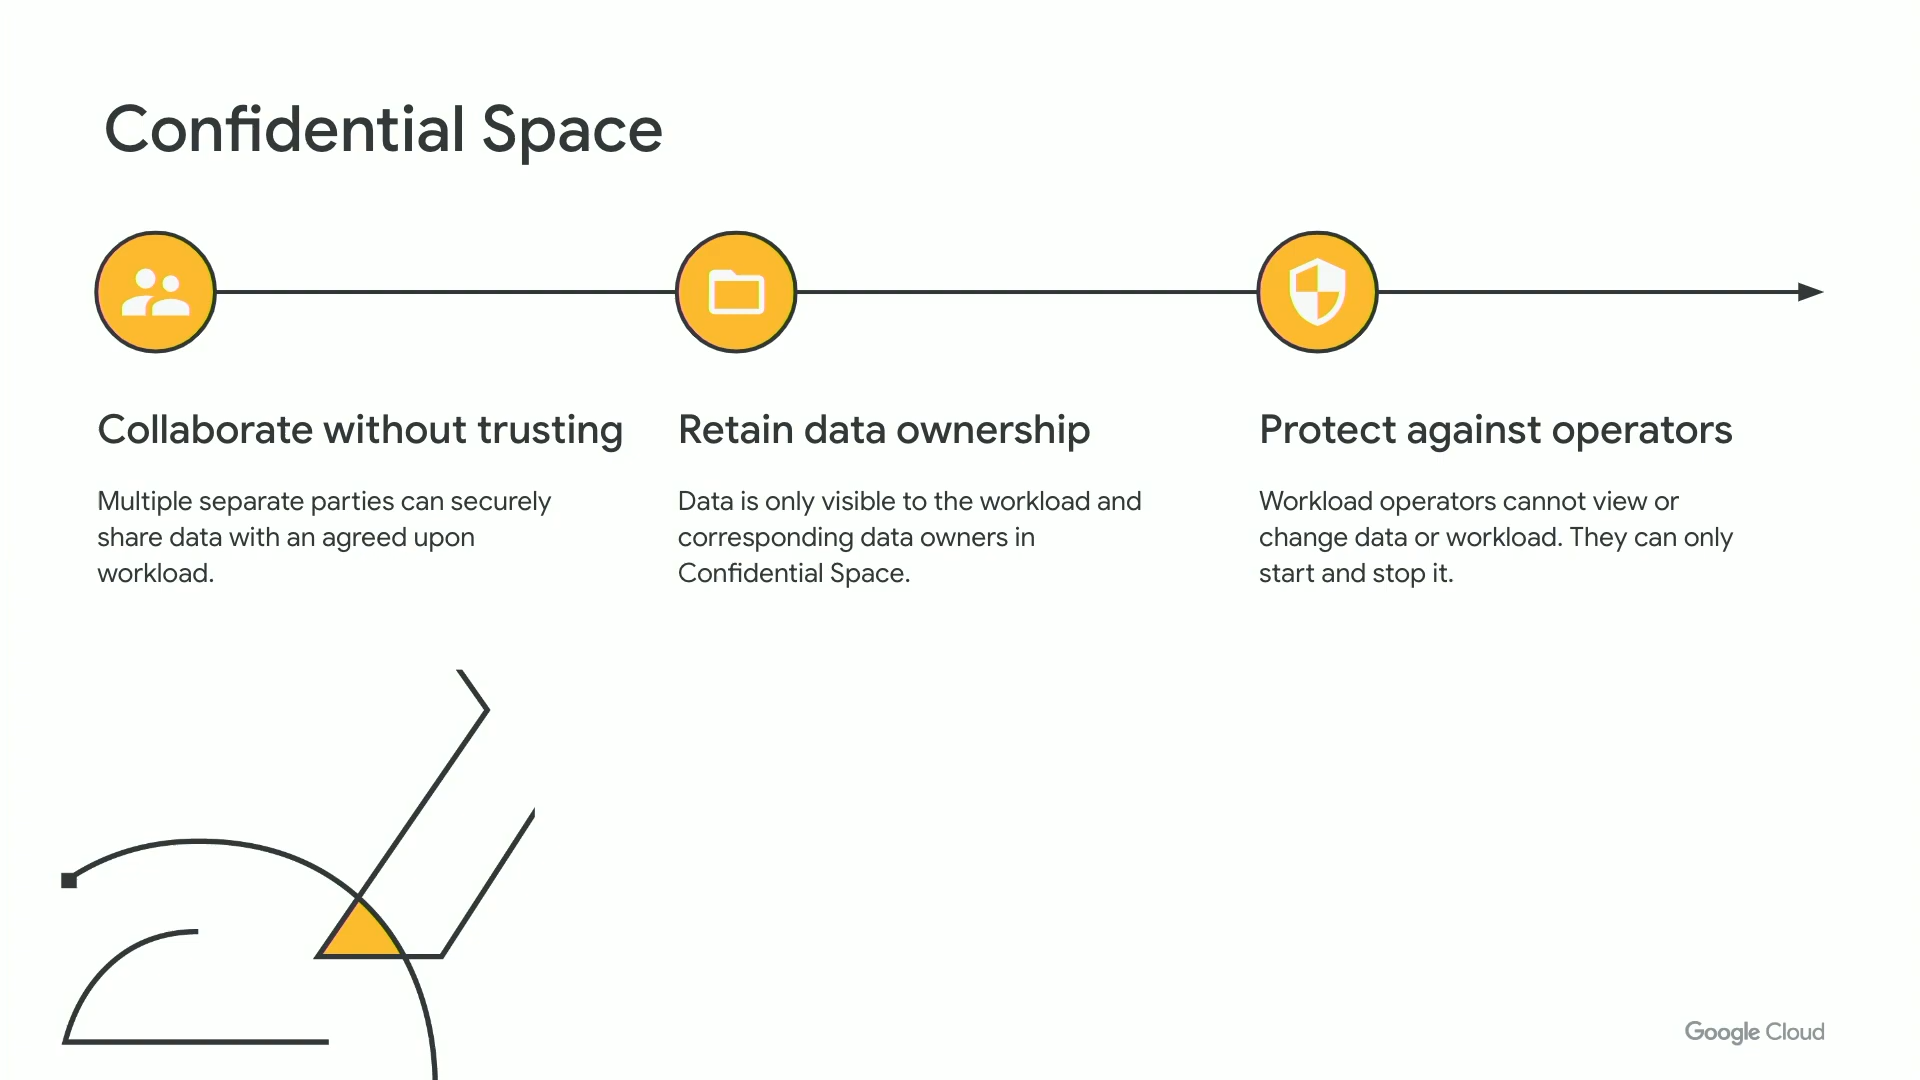 Confidential Space
Collaborate without trusting
Multiple separate parties can securely
share data with an agreed upon
workload.
Retain data ownership
Data is only visible to the workload and
corresponding data owners in
Confidential Space.
Protect against operators
Workload operators cannot view or
change data or workload. They can only
start and stop it.
Google Cloud